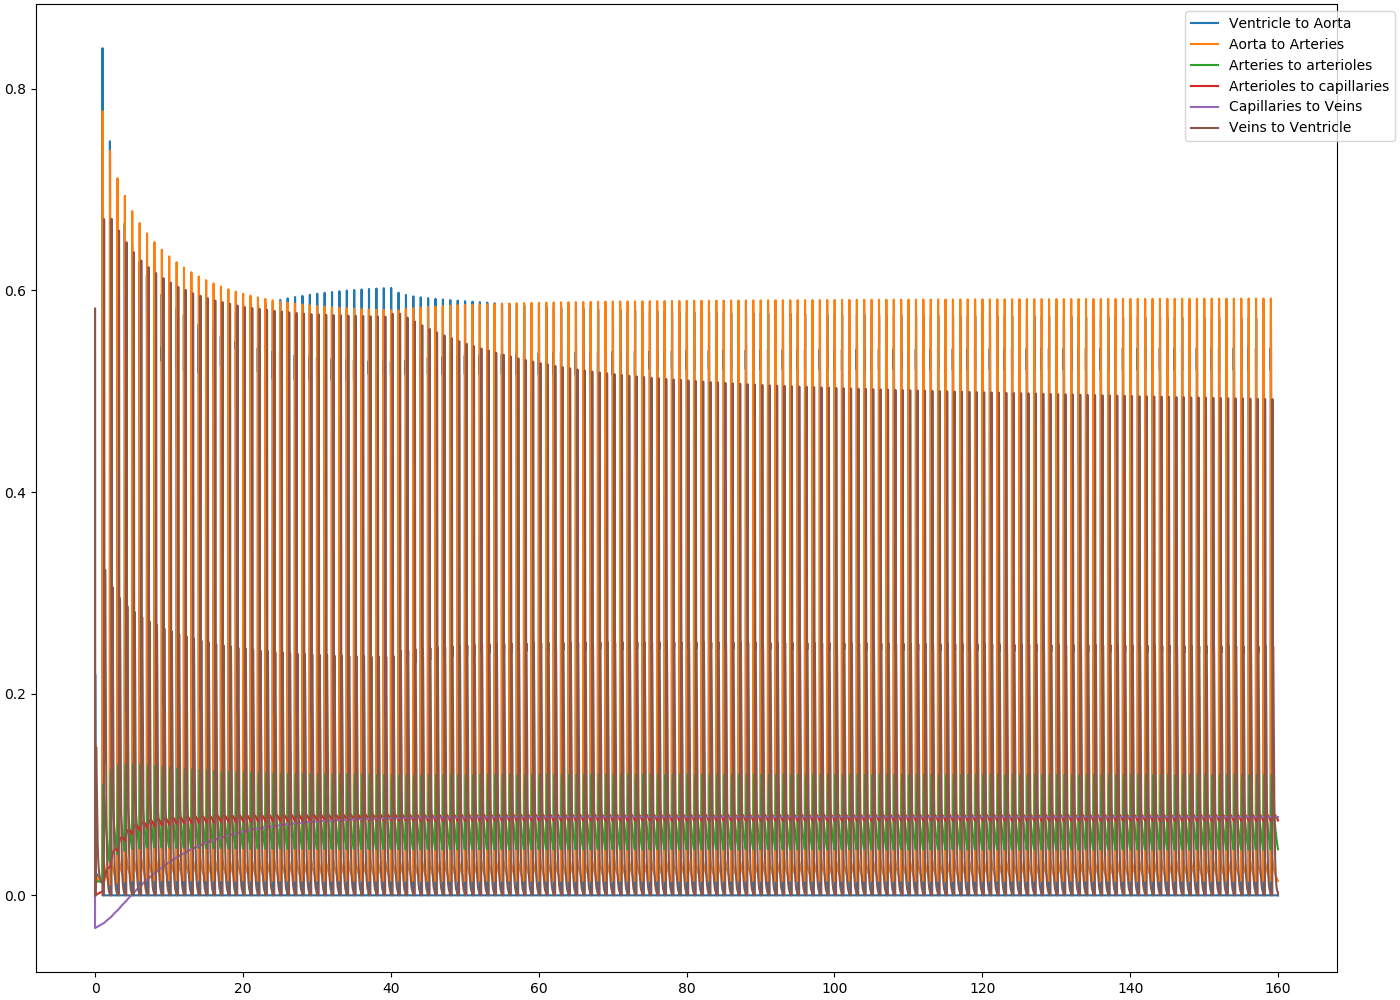 Ventricle to Aorta
Aorta to Arteries
Arteries to arterioles
Arterioles to capillaries
Capillaries to Veins
Veins to Ventricle
0.8
0.6
0.4
0.2
0.0
0 20 40 60 80 100 120 140 160